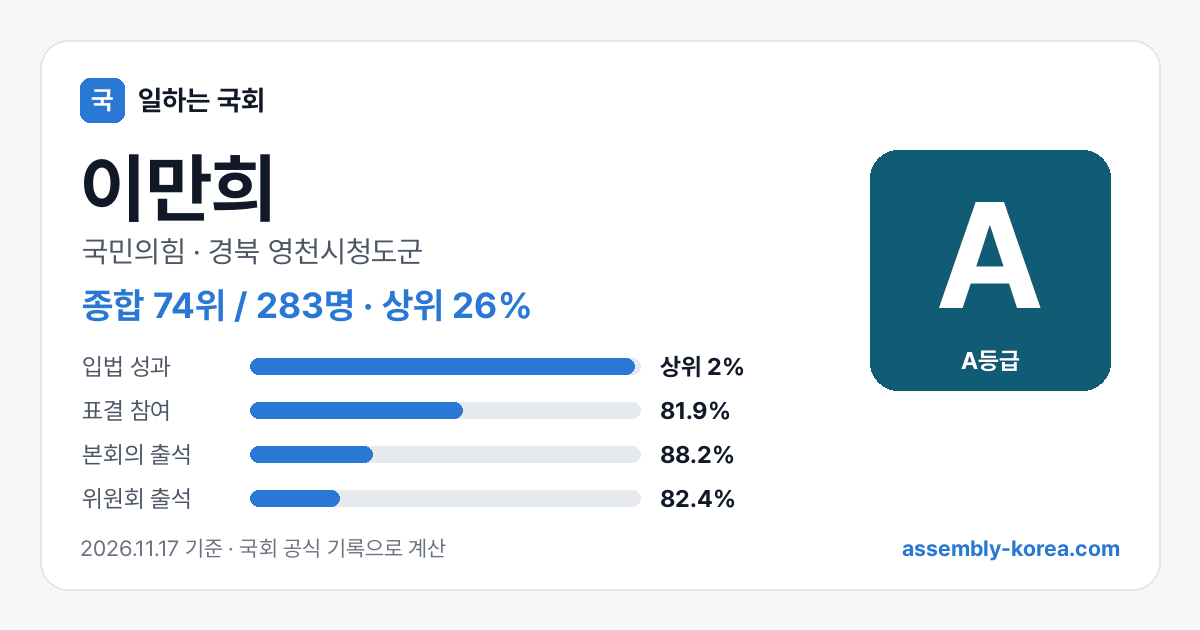 국 일하는 국회
이만희
국민의힘 · 경북 영천시청도군
종합 74위 / 283명 · 상위 26%
A
A등급
입법 성과 상위 2%
표결 참여 81.9%
본회의 출석 88.2%
위원회 출석 82.4%
2026.11.17 기준 · 국회 공식 기록으로 계산
assembly-korea.com